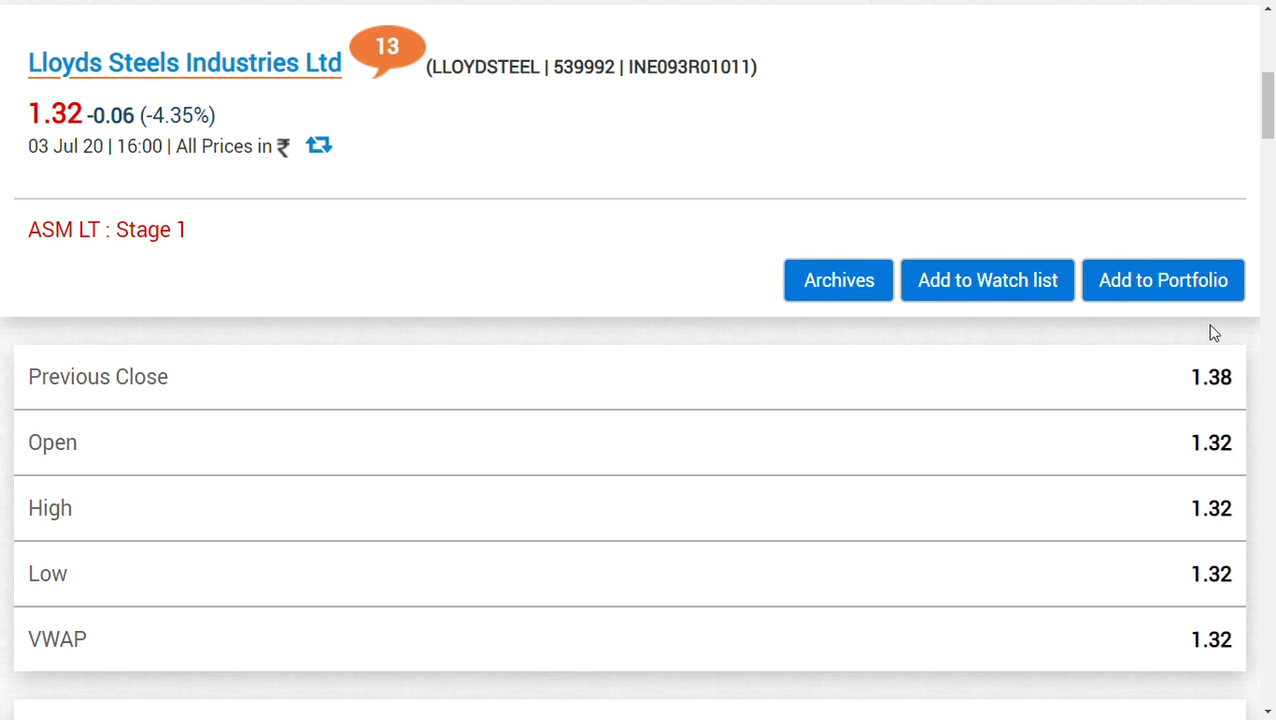 Lloyds Steels Industries Ltd 13 (LLOYDSTEEL | 539992 | INE093R01011)
1.32 -0.06 (-4.35%)
03 Jul 20 | 16:00 | All Prices in ₹
ASM LT : Stage 1
Archives Add to Watch list Add to Portfolio
Previous Close 1.38
Open 1.32
High 1.32
Low 1.32
VWAP 1.32